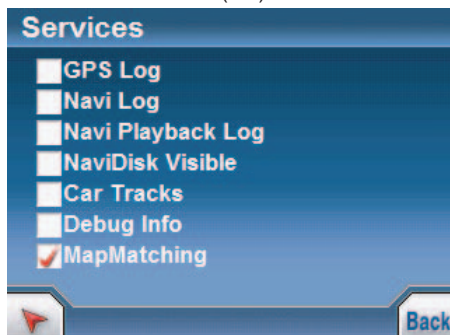 Services
GPS Log
Navi Log
Navi Playback Log
NaviDisk Visible
Car Tracks
Debug Info
MapMatching
Back